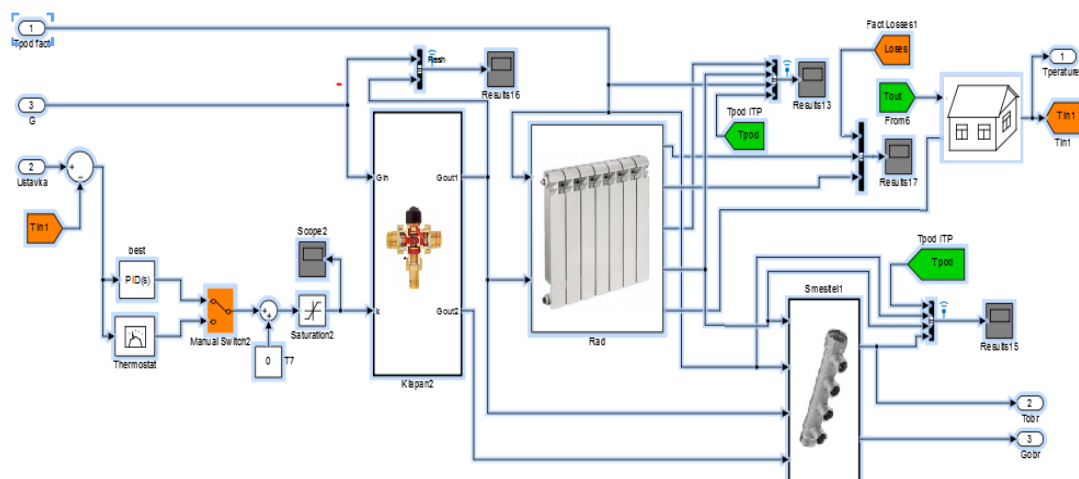 1
Tpod fact
3
G
2
Ustavka
TIn1
best
PID(s)
Thermostat
Manual Switch2
0
T7
Scope2
Saturation2
Results16
Gin
k
Gout1
Gout2
Klapan2
Rad
Tpod ITP
Tpod
Results13
Fact Losses1
Loses
Tout
From6
Results17
1
Tperature
TIn1
TIn1
Tpod ITP
Tpod
Smesitel1
Results15
2
Tobr
3
Gobr